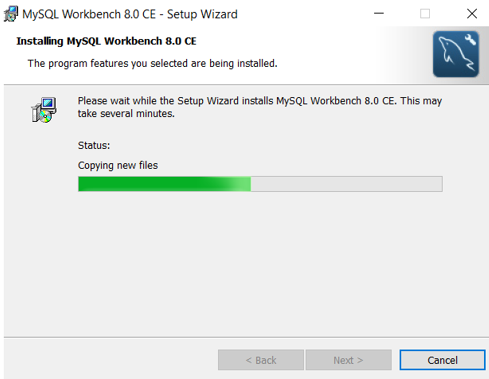 MySQL Workbench 8.0 CE - Setup Wizard
Installing MySQL Workbench 8.0 CE
The program features you selected are being installed.
Please wait while the Setup Wizard installs MySQL Workbench 8.0 CE. This may
take several minutes.
Status:
Copying new files
< Back
Next >
Cancel